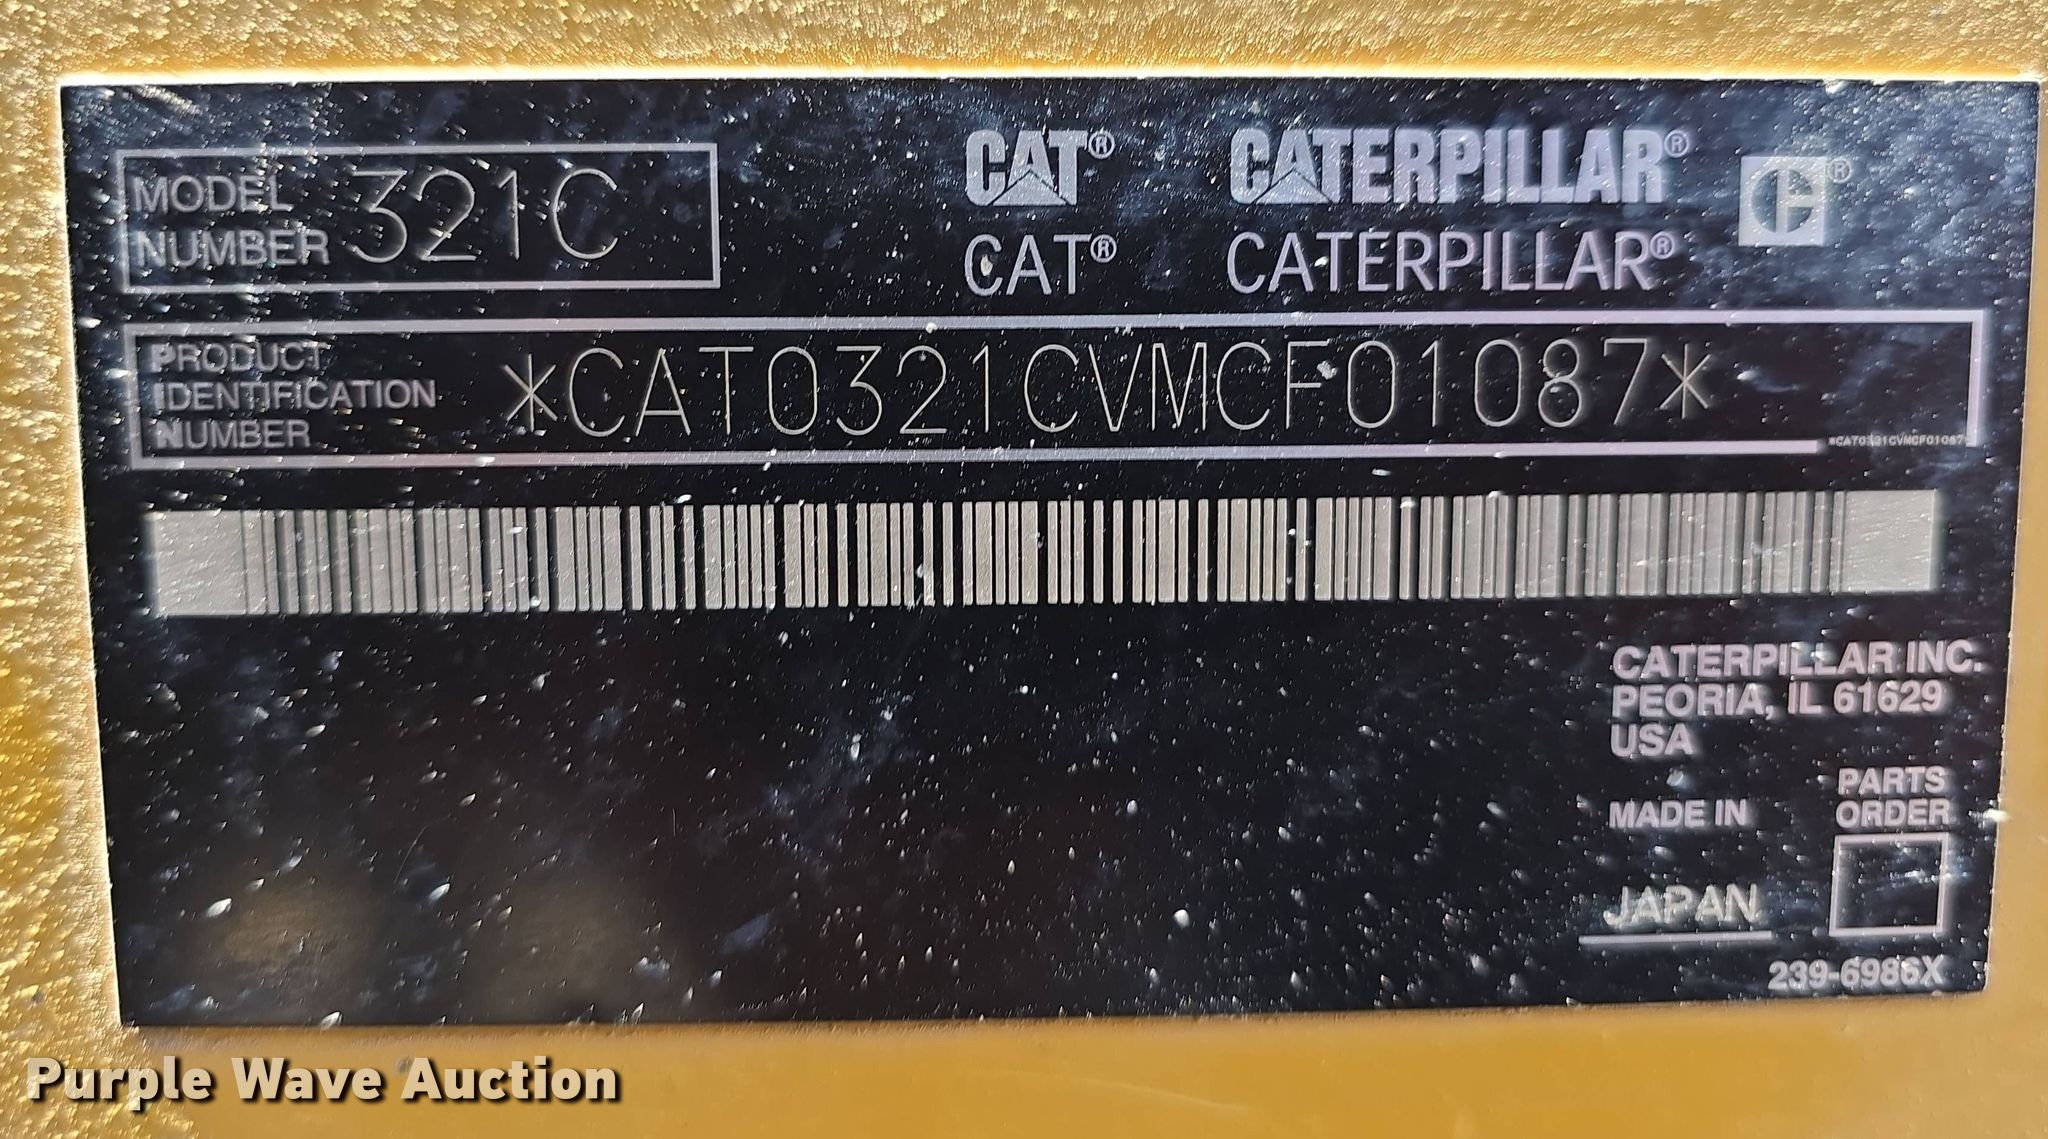 MODEL NUMBER 321C
CAT® CATERPILLAR® C®
CAT® CATERPILLAR®
PRODUCT
IDENTIFICATION
NUMBER
*CAT0321CVMCF01087*
*CAT0321CVMCF01087
CATERPILLAR INC.
PEORIA, IL 61629
USA
MADE IN
JAPAN
PARTS
ORDER
239-6986X
Purple Wave Auction